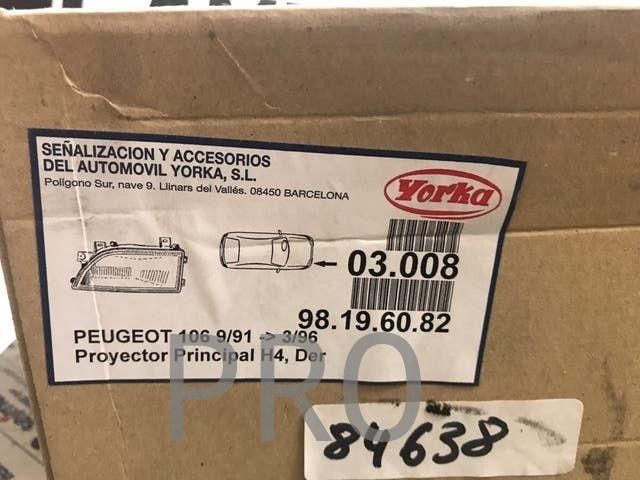 SEÑALIZACION Y ACCESORIOS
DEL AUTOMOVIL YORKA, S.L.
Polígono Sur, nave 9. Llinars del Vallés. 08450 BARCELONA
Yorka
03.008
98.19.60.82
PEUGEOT 106 9/91 -> 3/96
Proyector Principal H4, Der
PRO
84638